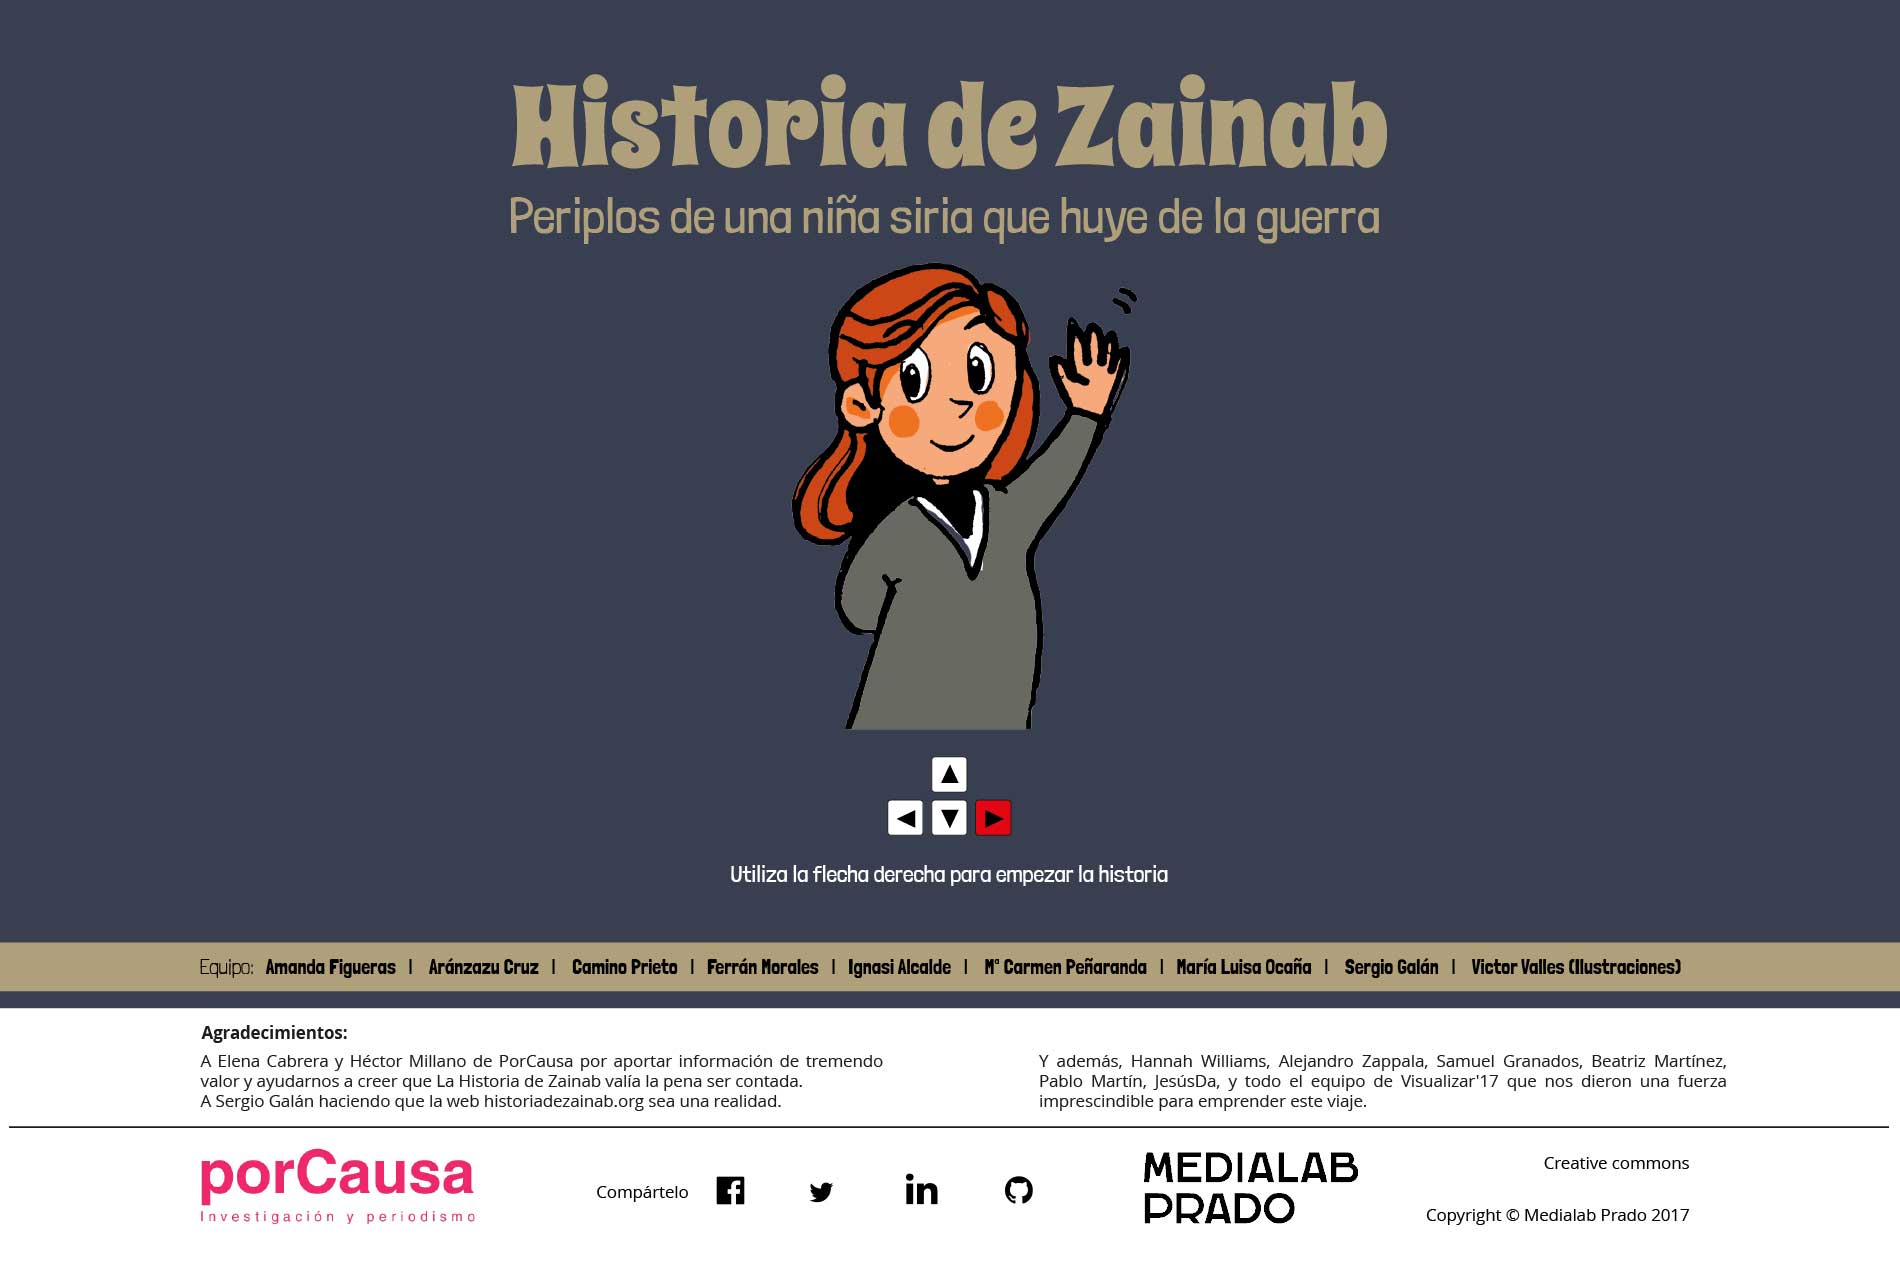 Historia de Zainab
Periplos de una niña siria que huye de la guerra
Utiliza la flecha derecha para empezar la historia
Equipo: Amanda Figueras | Aránzazu Cruz | Camino Prieto | Ferrán Morales | Ignasi Alcalde | Mª Carmen Peñaranda | María Luisa Ocaña | Sergio Galán | Victor Valles (Ilustraciones)
Agradecimientos:
A Elena Cabrera y Héctor Millano de PorCausa por aportar información de tremendo
valor y ayudarnos a creer que La Historia de Zainab valía la pena ser contada.
A Sergio Galán haciendo que la web historiadezainab.org sea una realidad.
Y además, Hannah Williams, Alejandro Zappala, Samuel Granados, Beatriz Martínez,
Pablo Martín, JesúsDa, y todo el equipo de Visualizar'17 que nos dieron una fuerza
imprescindible para emprender este viaje.
porCausa
Investigación y periodismo
Compártelo
MEDIALAB
PRADO
Creative commons
Copyright © Medialab Prado 2017